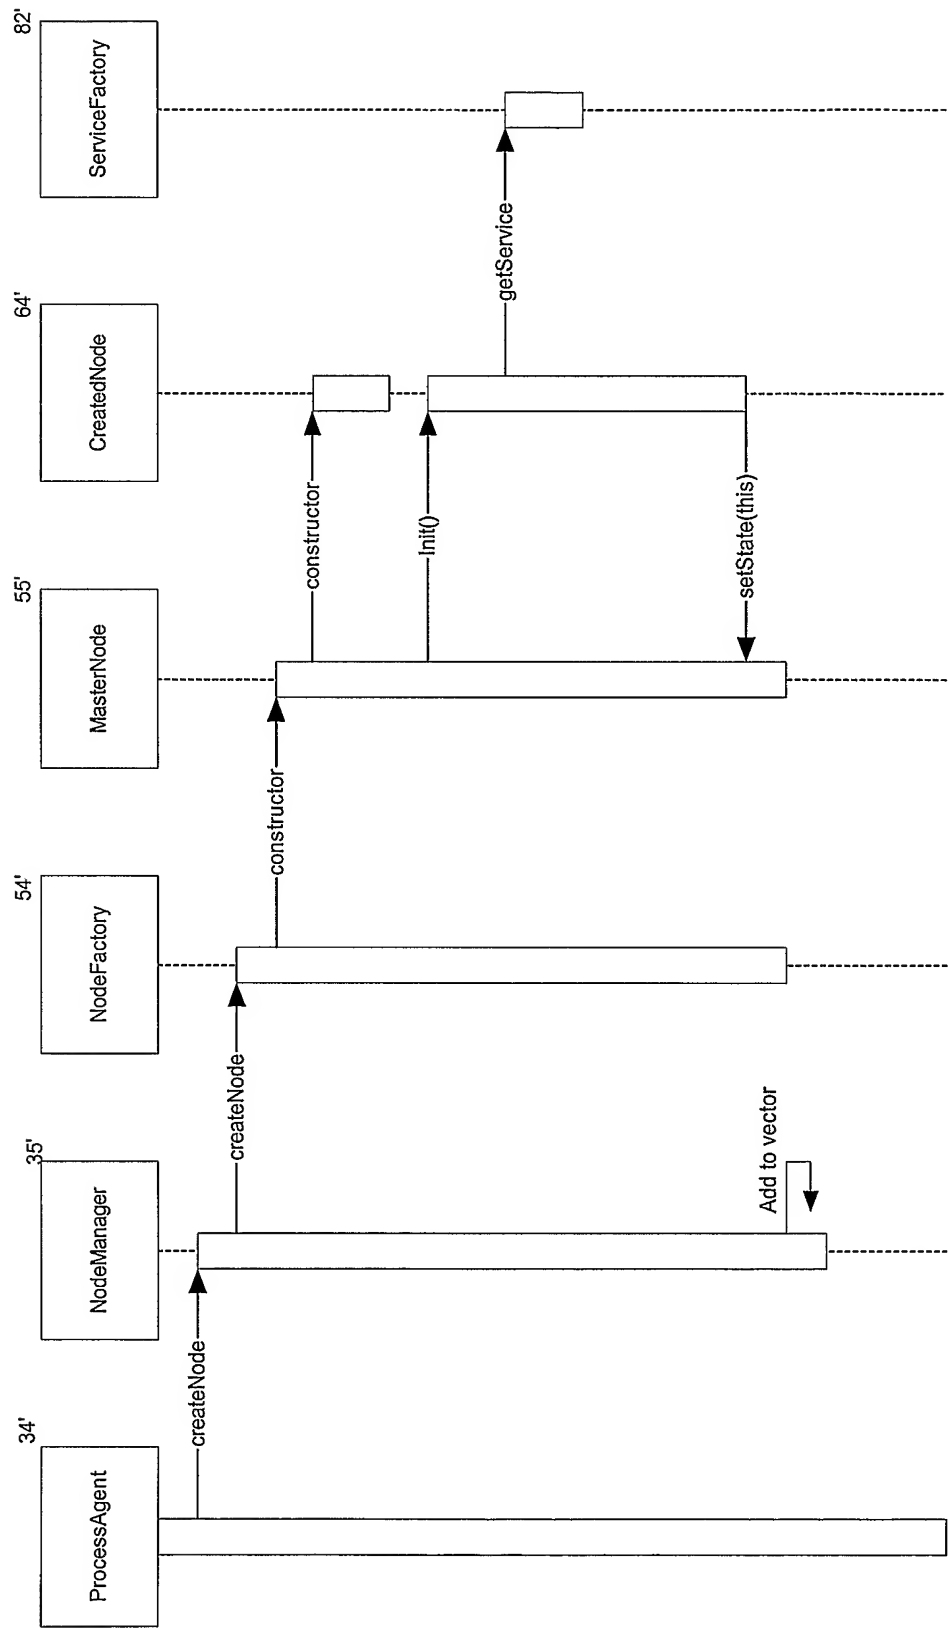 34'
ProcessAgent
35'
NodeManager
54'
NodeFactory
55'
MasterNode
64'
CreatedNode
82'
ServiceFactory
createNode
createNode
constructor
constructor
Init()
getService
setState(this)
Add to vector